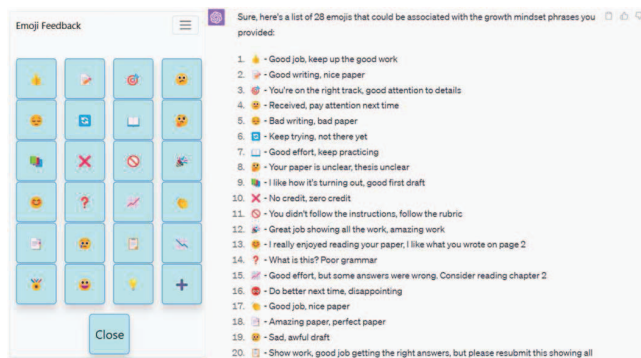 Emoji Feedback
Close
Sure, here's a list of 28 emojis that could be associated with the growth mindset phrases you
provided:
1. 👍 - Good job, keep up the good work
2. 📝 - Good writing, nice paper
3. 🎯 - You're on the right track, good attention to details
4. 😕 - Received, pay attention next time
5. 😔 - Bad writing, bad paper
6. 🔄 - Keep trying, not there yet
7. 📖 - Good effort, keep practicing
8. 🤔 - Your paper is unclear, thesis unclear
9. 📚 - I like how it's turning out, good first draft
10. ❌ - No credit, zero credit
11. 🚫 - You didn't follow the instructions, follow the rubric
12. 🎉 - Great job showing all the work, amazing work
13. 😊 - I really enjoyed reading your paper, I like what you wrote on page 2
14. ❓ - What is this? Poor grammar
15. 📈 - Good effort, but some answers were wrong. Consider reading chapter 2
16. 😡 - Do better next time, disappointing
17. 👏 - Good job, nice paper
18. 📑 - Amazing paper, perfect paper
19. 😢 - Sad, awful draft
20. 📋 - Show work, good job getting the right answers, but please resubmit this showing all